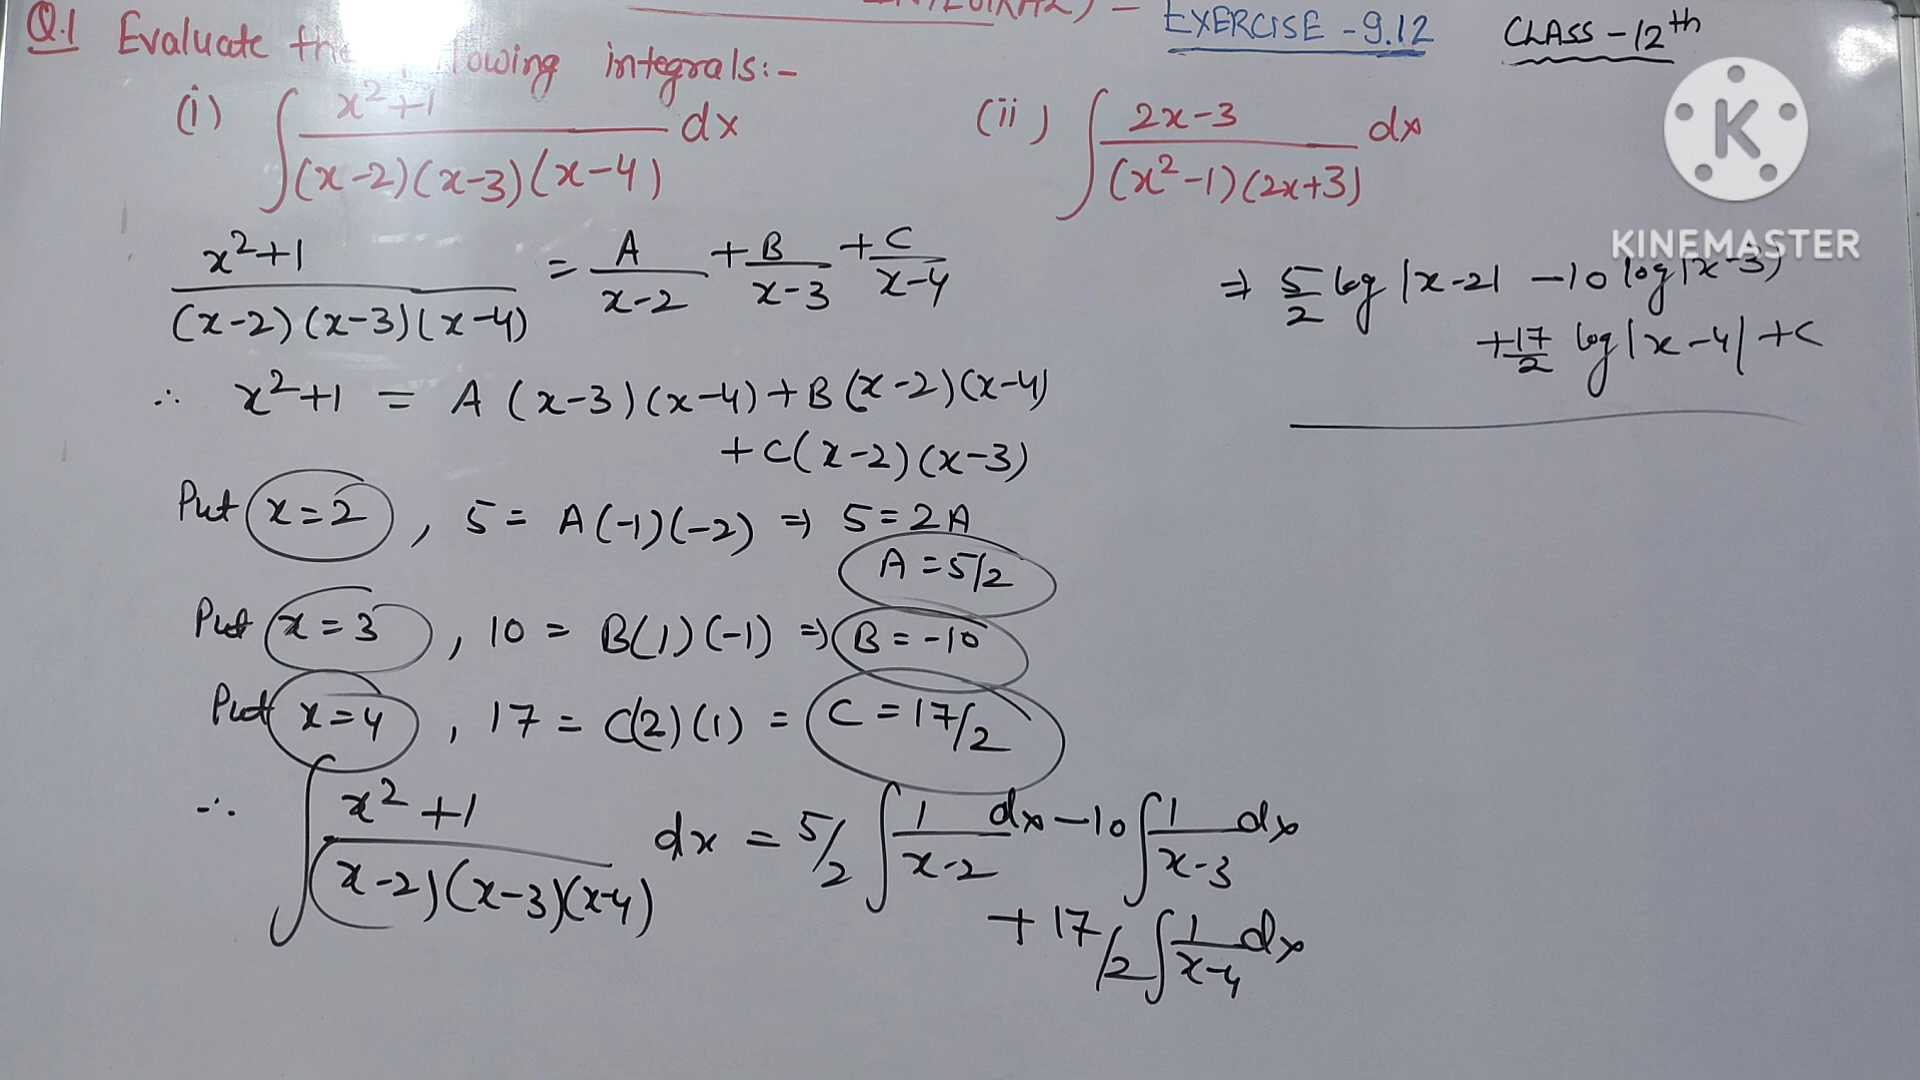 EXERCISE - 9.12 CLASS - 12th
Q.1 Evaluate the lowing integrals:-
(i) ∫ x²+1 / (x-2)(x-3)(x-4) dx (ii) ∫ 2x-3 / (x²-1)(2x+3) dx
K
KINEMASTER
x²+1 / (x-2)(x-3)(x-4) = A / x-2 + B / x-3 + C / x-4
∴ x²+1 = A(x-3)(x-4) + B(x-2)(x-4)
+ C(x-2)(x-3)
Put x=2, 5 = A(-1)(-2) ⇒ 5=2A
A = 5/2
Put x=3, 10 = B(1)(-1) ⇒ B = -10
Put x=4, 17 = C(2)(1) = C = 17/2
∴ ∫ x²+1 / (x-2)(x-3)(x-4) dx = 5/2 ∫ 1 / x-2 dx - 10 ∫ 1 / x-3 dx
+ 17/2 ∫ 1 / x-4 dx
⇒ 5/2 log |x-2| - 10 log |x-3|
+ 17/2 log |x-4| + C